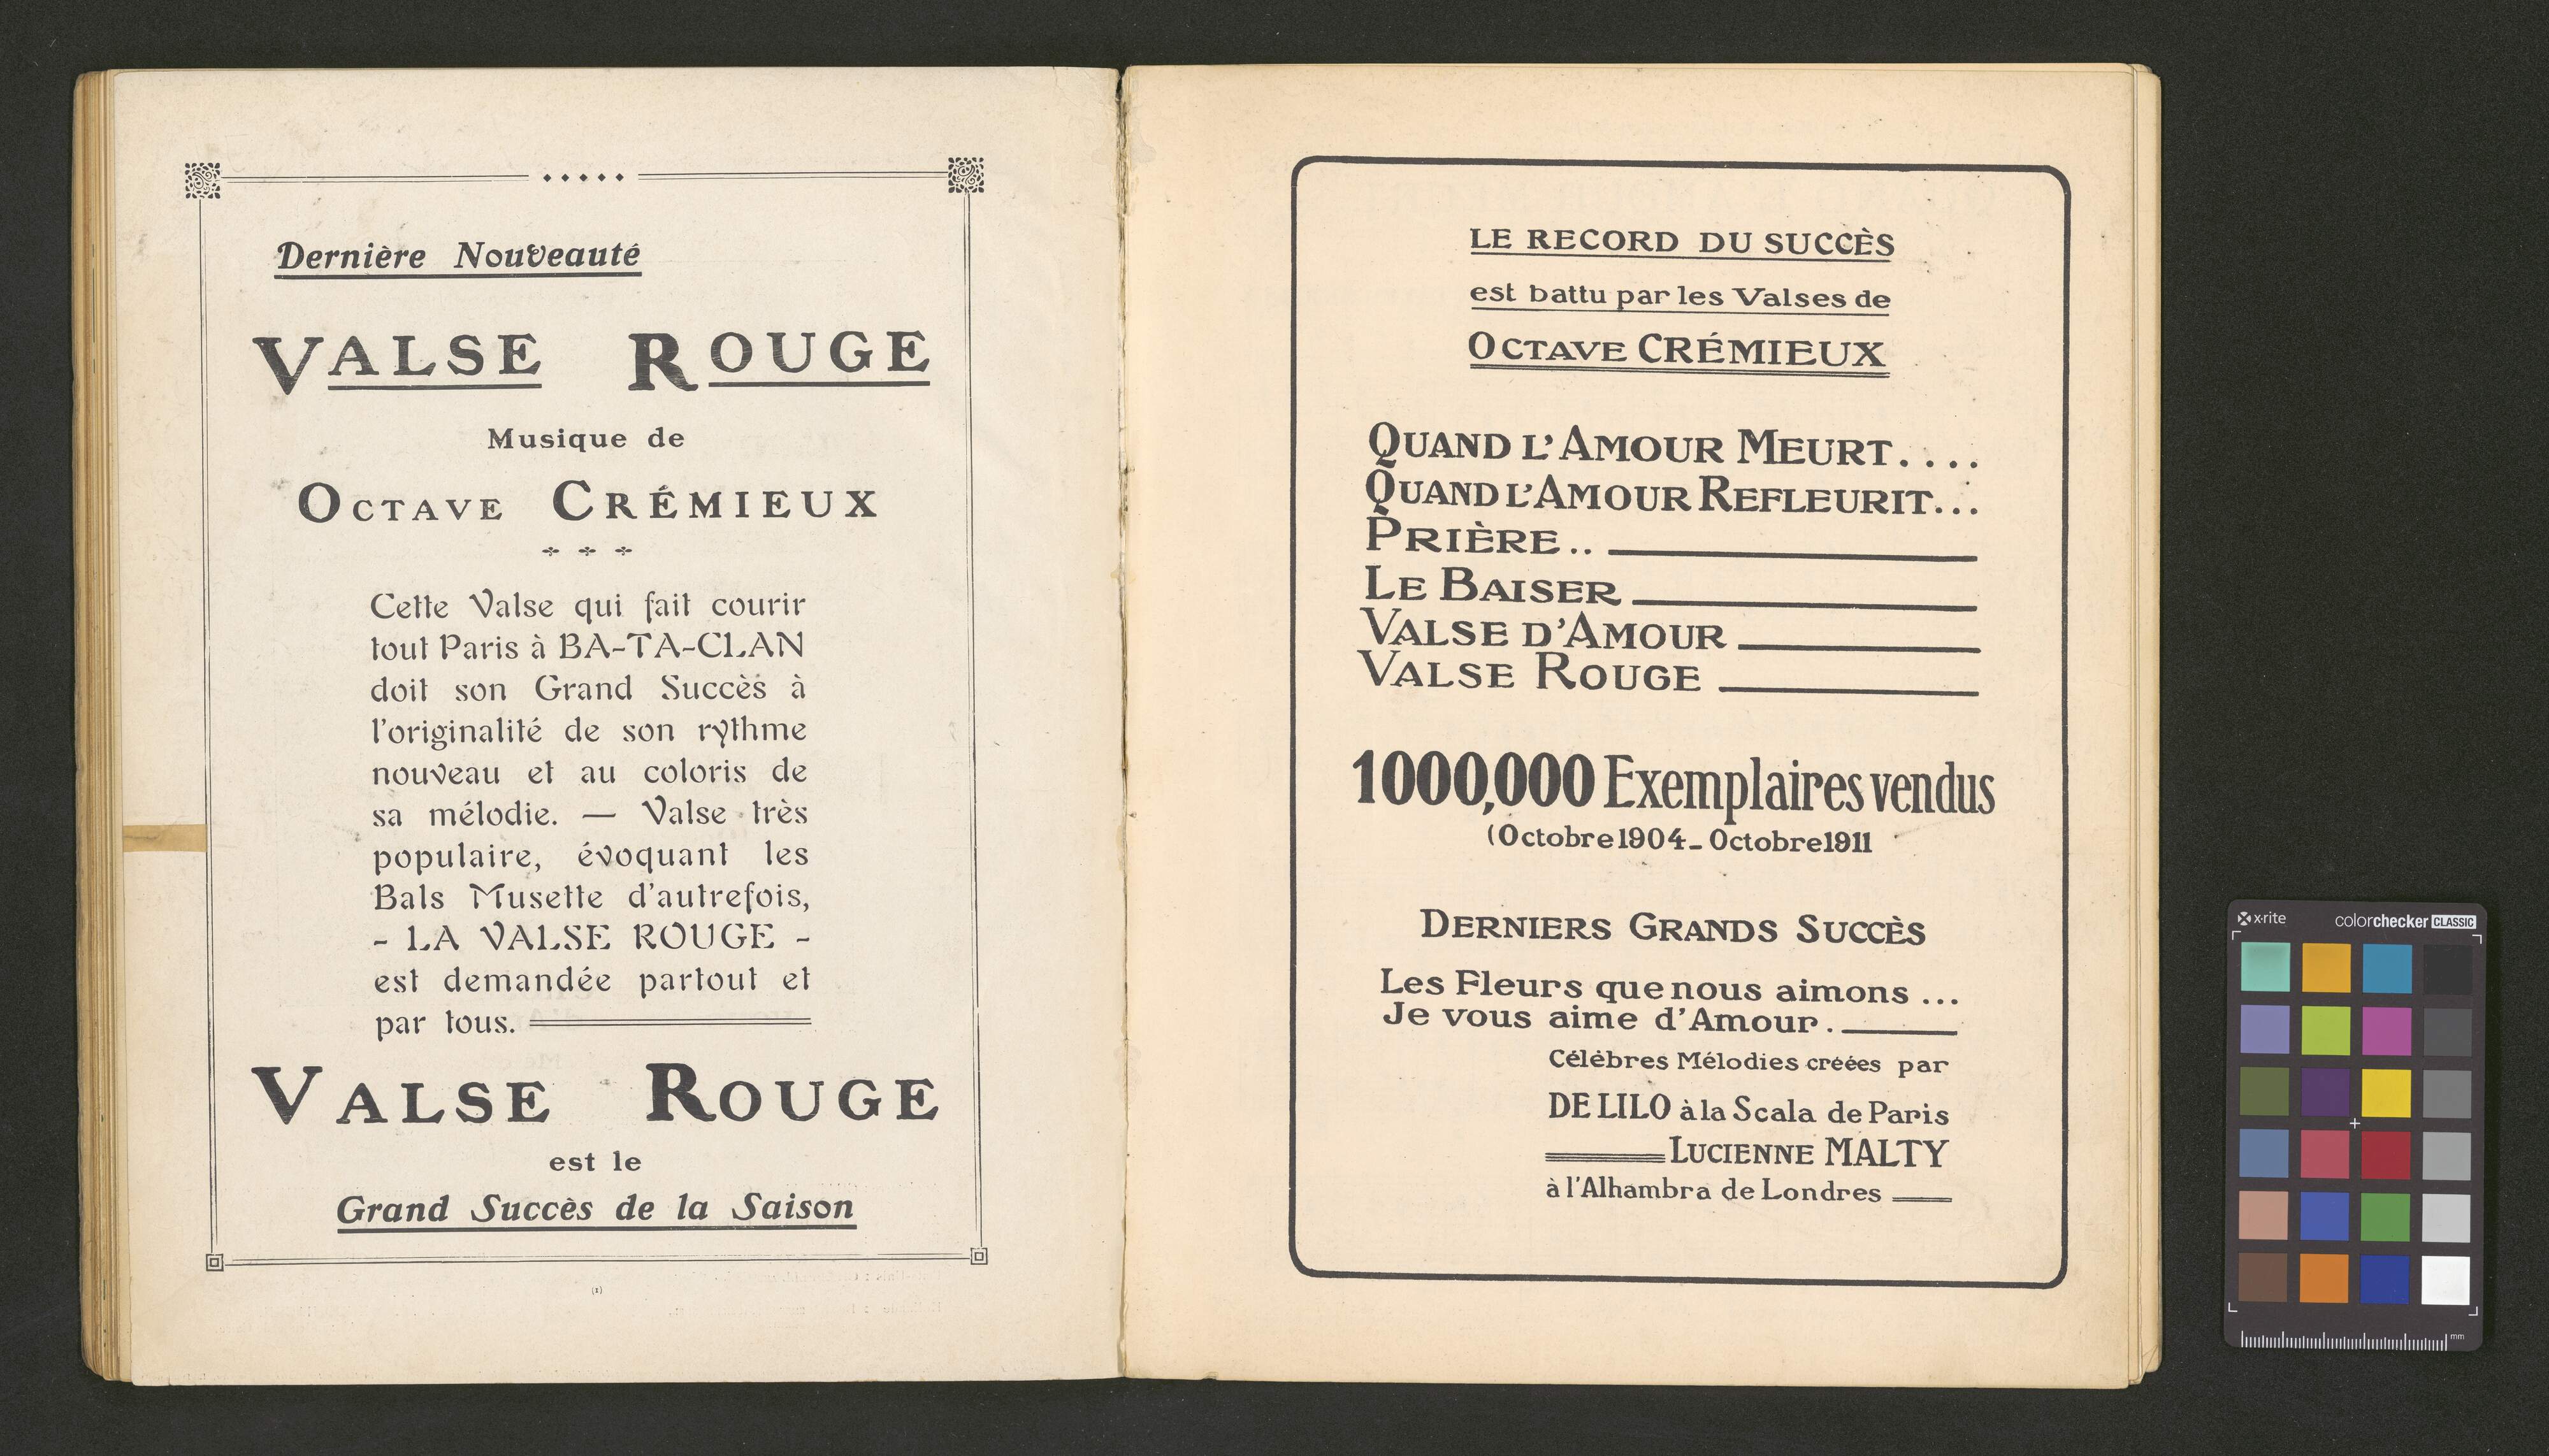 Dernière Nouveauté
VALSE ROUGE
Musique de
OCTAVE CRÉMIEUX
Cette Valse qui fait courir
tout Paris à BA-TA-CLAN
doit son Grand Succès à
l'originalité de son rythme
nouveau et au coloris de
sa mélodie. — Valse très
populaire, évoquant les
Bals Musette d'autrefois,
- LA VALSE ROUGE -
est demandée partout et
par tous.
VALSE ROUGE
est le
Grand Succès de la Saison
LE RECORD DU SUCCÈS
est battu par les Valses de
OCTAVE CRÉMIEUX
QUAND L'AMOUR MEURT....
QUAND L'AMOUR REFLEURIT...
PRIÈRE..
LE BAISER
VALSE D'AMOUR
VALSE ROUGE
1000,000 Exemplaires vendus
(Octobre 1904_Octobre 1911
DERNIERS GRANDS SUCCÈS
Les Fleurs que nous aimons ...
Je vous aime d'Amour.
Célèbres Mélodies créées par
DE LILO à la Scala de Paris
LUCIENNE MALTY
à l'Alhambra de Londres
x-rite colorchecker CLASSIC
mm